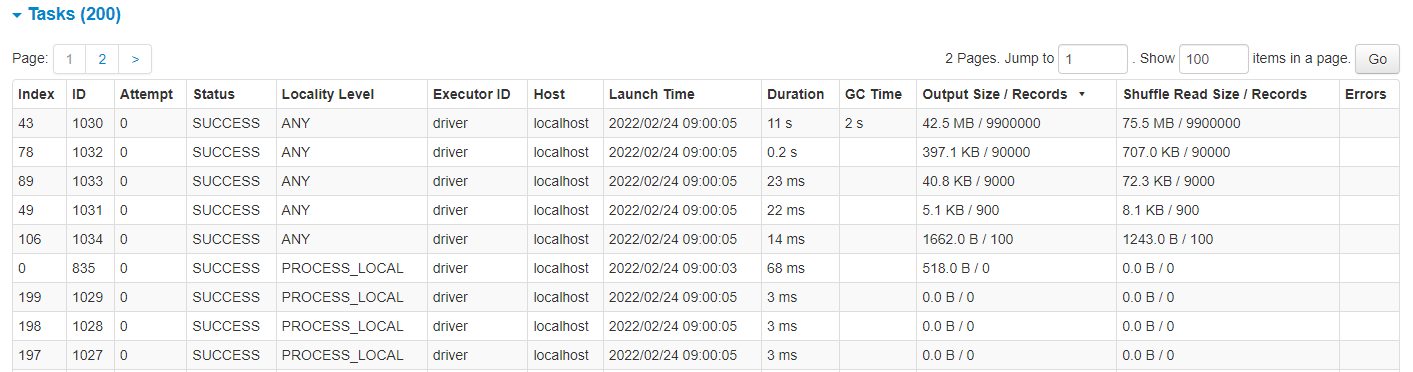 Tasks (200)
Page: 1 2 > 2 Pages. Jump to 1 . Show 100 items in a page. Go
Index ID Attempt Status Locality Level Executor ID Host Launch Time Duration GC Time Output Size / Records Shuffle Read Size / Records Errors
43 1030 0 SUCCESS ANY driver localhost 2022/02/24 09:00:05 11 s 2 s 42.5 MB / 9900000 75.5 MB / 9900000
78 1032 0 SUCCESS ANY driver localhost 2022/02/24 09:00:05 0.2 s 397.1 KB / 90000 707.0 KB / 90000
89 1033 0 SUCCESS ANY driver localhost 2022/02/24 09:00:05 23 ms 40.8 KB / 9000 72.3 KB / 9000
49 1031 0 SUCCESS ANY driver localhost 2022/02/24 09:00:05 22 ms 5.1 KB / 900 8.1 KB / 900
106 1034 0 SUCCESS ANY driver localhost 2022/02/24 09:00:05 14 ms 1662.0 B / 100 1243.0 B / 100
0 835 0 SUCCESS PROCESS_LOCAL driver localhost 2022/02/24 09:00:03 68 ms 518.0 B / 0 0.0 B / 0
199 1029 0 SUCCESS PROCESS_LOCAL driver localhost 2022/02/24 09:00:05 3 ms 0.0 B / 0 0.0 B / 0
198 1028 0 SUCCESS PROCESS_LOCAL driver localhost 2022/02/24 09:00:05 3 ms 0.0 B / 0 0.0 B / 0
197 1027 0 SUCCESS PROCESS_LOCAL driver localhost 2022/02/24 09:00:05 3 ms 0.0 B / 0 0.0 B / 0